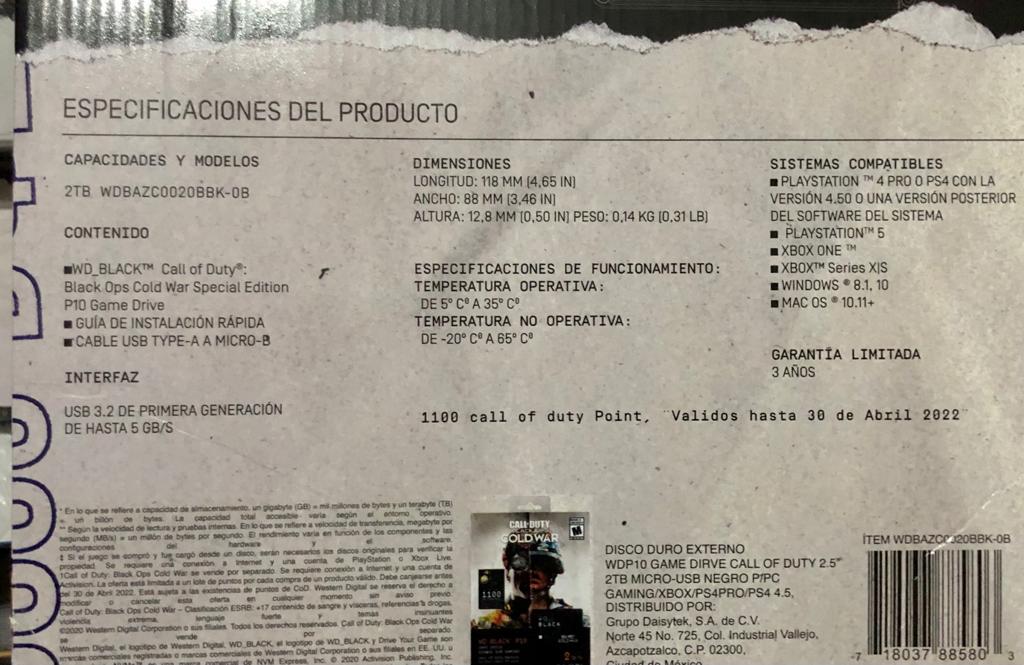 ESPECIFICACIONES DEL PRODUCTO
CAPACIDADES Y MODELOS
2TB WDBAZC0020BBK-0B
CONTENIDO
■WD_BLACK™ Call of Duty®:
Black Ops Cold War Special Edition
P10 Game Drive
■ GUÍA DE INSTALACIÓN RÁPIDA
■ CABLE USB TYPE-A A MICRO-B
INTERFAZ
USB 3.2 DE PRIMERA GENERACIÓN
DE HASTA 5 GB/S
DIMENSIONES
LONGITUD: 118 MM (4,65 IN)
ANCHO: 88 MM (3,46 IN)
ALTURA: 12,8 MM (0,50 IN) PESO: 0,14 KG (0,31 LB)
ESPECIFICACIONES DE FUNCIONAMIENTO:
TEMPERATURA OPERATIVA:
DE 5º Cº A 35º Cº
TEMPERATURA NO OPERATIVA:
DE -20º Cº A 65º Cº
SISTEMAS COMPATIBLES
■ PLAYSTATION ™ 4 PRO O PS4 CON LA
VERSIÓN 4.50 O UNA VERSIÓN POSTERIOR
DEL SOFTWARE DEL SISTEMA
■ PLAYSTATION™ 5
■ XBOX ONE ™
■ XBOX™ Series X|S
■ WINDOWS ® 8.1, 10
■ MAC OS ® 10.11+
GARANTÍA LIMITADA
3 AÑOS
1100 call of duty Point, ¨Validos hasta 30 de Abril 2022¨
* En lo que se refiere a capacidad de almacenamiento, un gigabyte (GB) = mil millones de bytes y un terabyte (TB)
= un billón de bytes. La capacidad total accesible varía según el entorno operativo.
** Según la velocidad de lectura y pruebas internas. En lo que se refiere a velocidad de transferencia, megabyte por
segundo (MB/s) = un millón de bytes por segundo. El rendimiento varía en función de los componentes y las
configuraciones del hardware y el software.
‡ Si el juego se compró y fue cargado desde un disco, serán necesarios los discos originales para verificar la
propiedad. Se requiere una conexión a Internet y una cuenta de PlayStation o Xbox Live.
1Call of Duty: Black Ops Cold War se vende por separado. Se requiere conexión a Internet y una cuenta de
Activision. La oferta está limitada a un lote de puntos por cada compra de un producto válido. Debe canjearse antes
del 30 de Abril 2022. Está sujeta a las existencias de puntos de CoD. Western Digital se reserva el derecho a
modificar o cancelar esta oferta en cualquier momento sin aviso previo.
Call of Duty: Black Ops Cold War – Clasificación ESRB: +17 contenido de sangre y vísceras, referencias a drogas,
violencia extrema, lenguaje fuerte y temas insinuantes
©2020 Western Digital Corporation o sus filiales. Todos los derechos reservados. Call of Duty: Black Ops Cold War
se vende por separado.
Western Digital, el logotipo de Western Digital, WD_BLACK, el logotipo de WD_BLACK y Drive Your Game son
marcas comerciales registradas o marcas comerciales de Western Digital Corporation o sus filiales en EE. UU. u
CALL OF DUTY
COLD WAR
1100
DISCO DURO EXTERNO
WDP10 GAME DIRVE CALL OF DUTY 2.5"
2TB MICRO-USB NEGRO P/PC
GAMING/XBOX/PS4PRO/PS4 4.5,
DISTRIBUIDO POR:
Grupo Daisytek, S.A. de C.V.
Norte 45 No. 725, Col. Industrial Vallejo,
Azcapotzalco, C.P. 02300,
Ciudad de México
ÍTEM WDBAZC0020BBK-0B
7 18037 88580 3